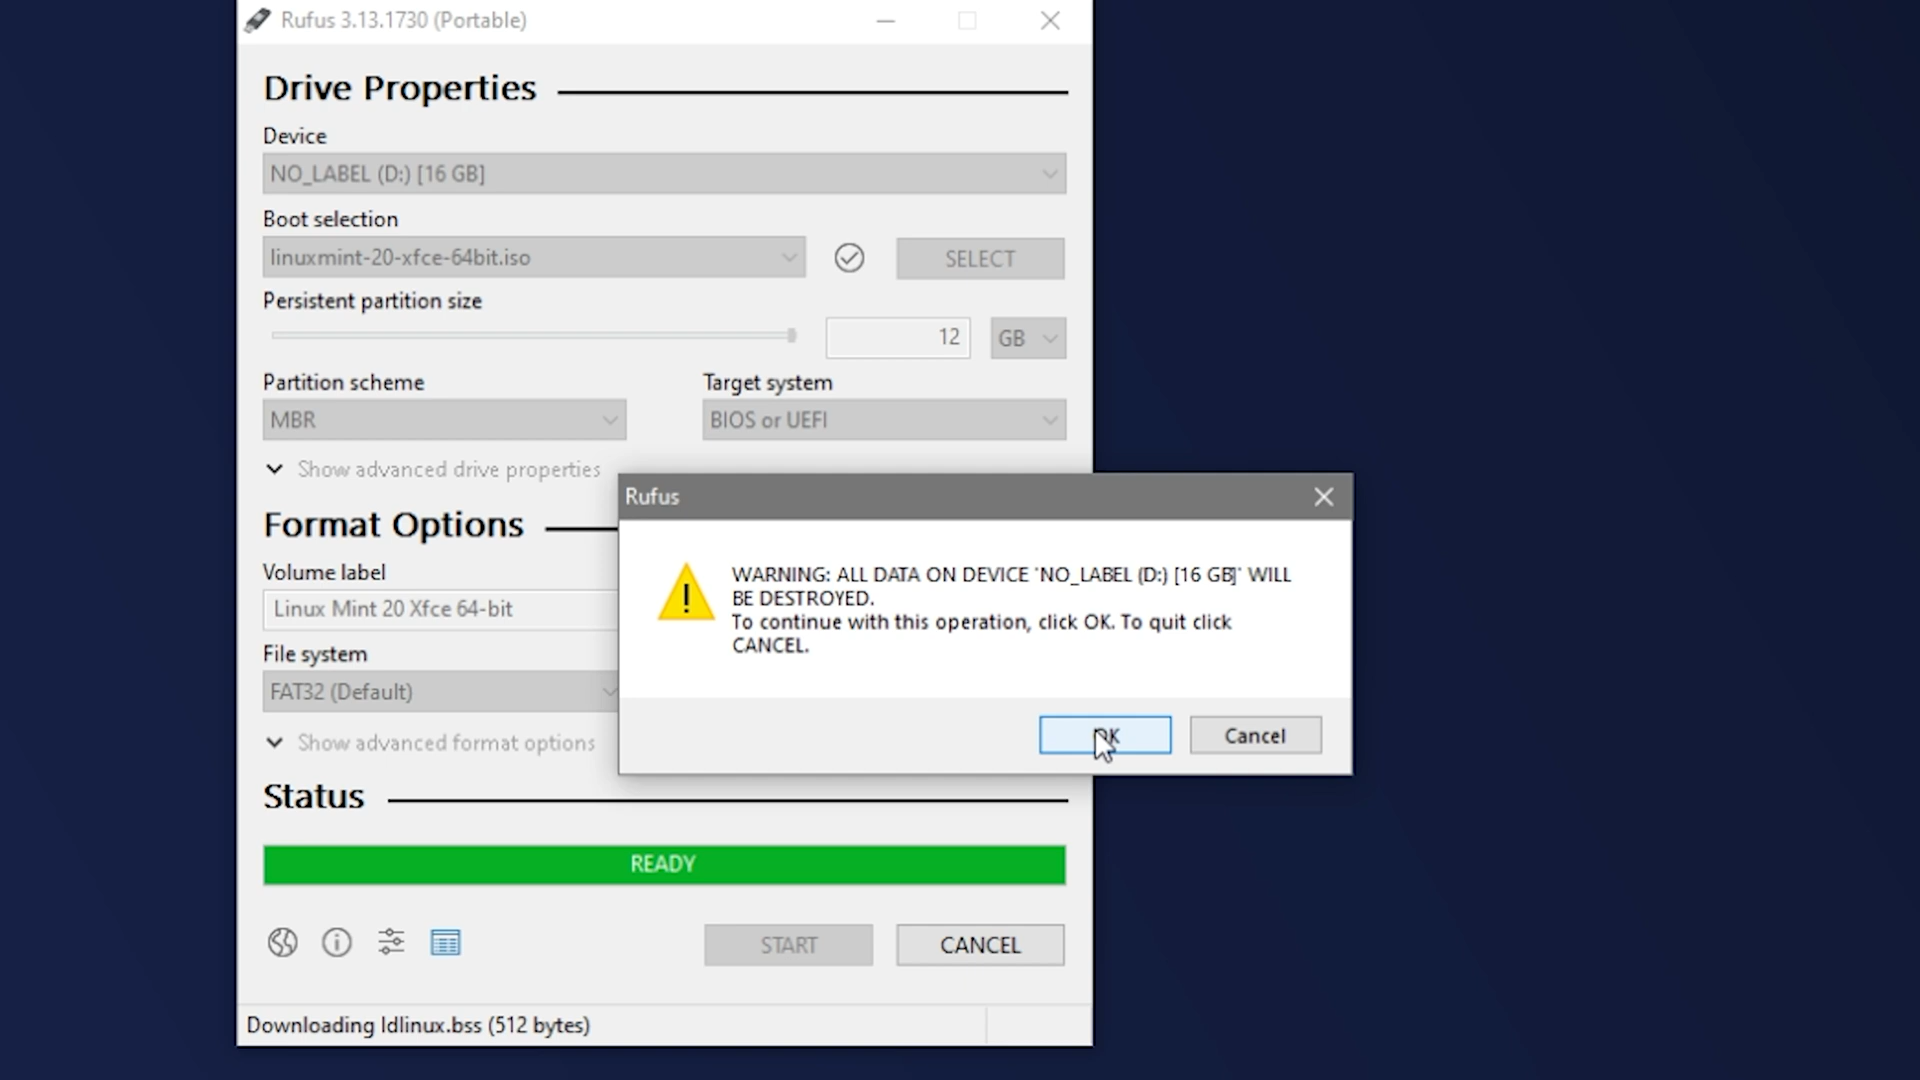 Rufus 3.13.1730 (Portable)
Drive Properties
Device
NO_LABEL (D:) [16 GB]
Boot selection
linuxmint-20-xfce-64bit.iso
SELECT
Persistent partition size
12
GB
Partition scheme
Target system
MBR
BIOS or UEFI
Show advanced drive properties
Format Options
Volume label
Linux Mint 20 Xfce 64-bit
File system
FAT32 (Default)
Show advanced format options
Rufus
WARNING: ALL DATA ON DEVICE 'NO_LABEL (D:) [16 GB]' WILL
BE DESTROYED.
To continue with this operation, click OK. To quit click
CANCEL.
OK
Cancel
Status
READY
START
CANCEL
Downloading ldlinux.bss (512 bytes)